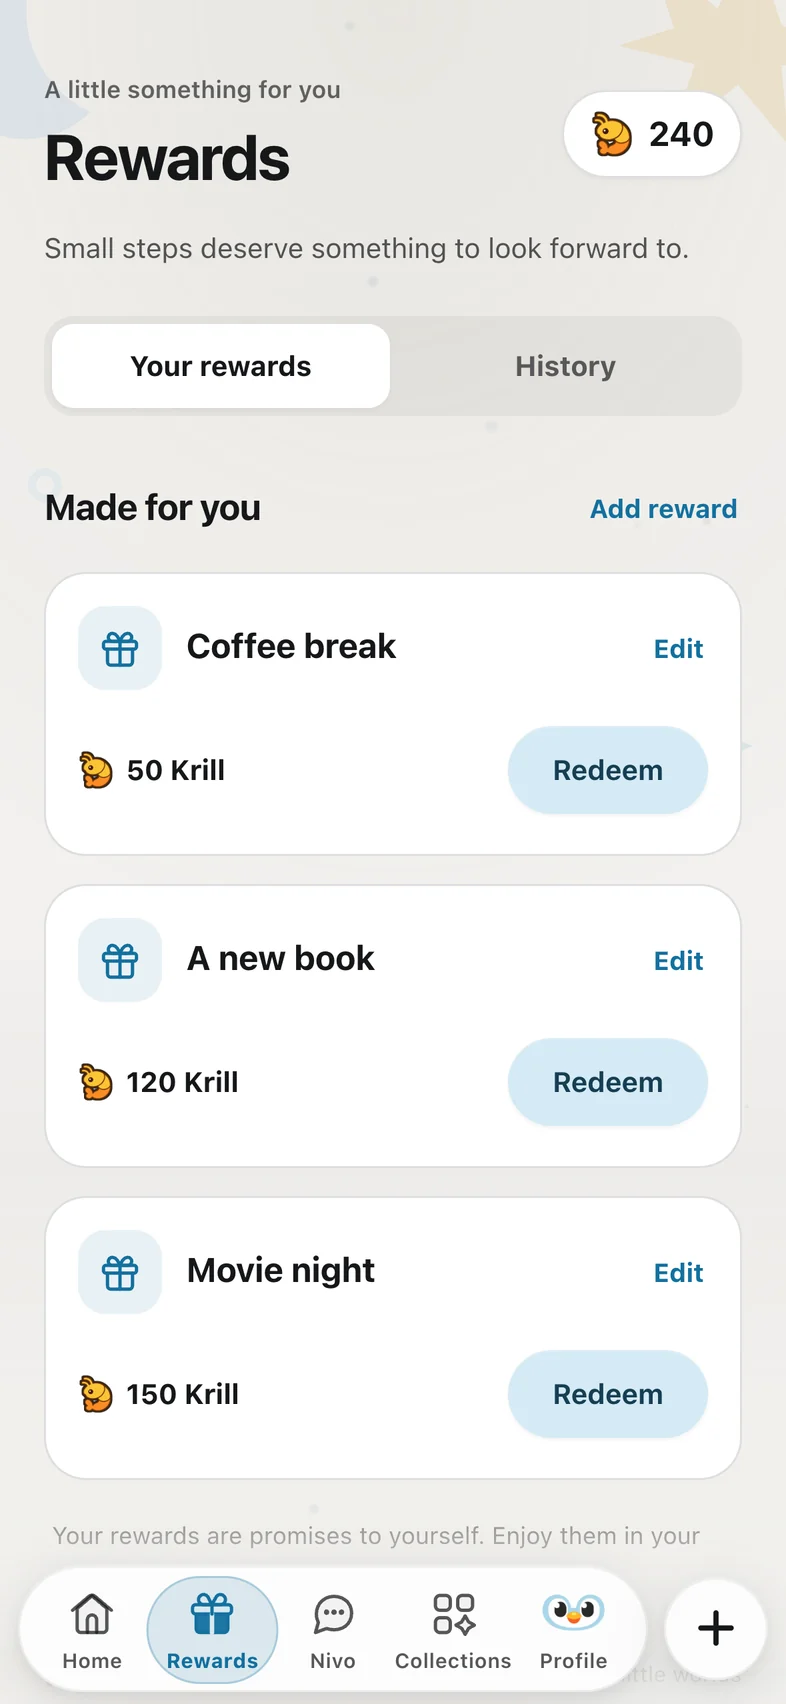 A little something for you
Rewards
240
Small steps deserve something to look forward to.
Your rewards
History
Made for you
Add reward
Coffee break
Edit
50 Krill
Redeem
A new book
Edit
120 Krill
Redeem
Movie night
Edit
150 Krill
Redeem
Your rewards are promises to yourself. Enjoy them in your
Home
Rewards
Nivo
Collections
Profile